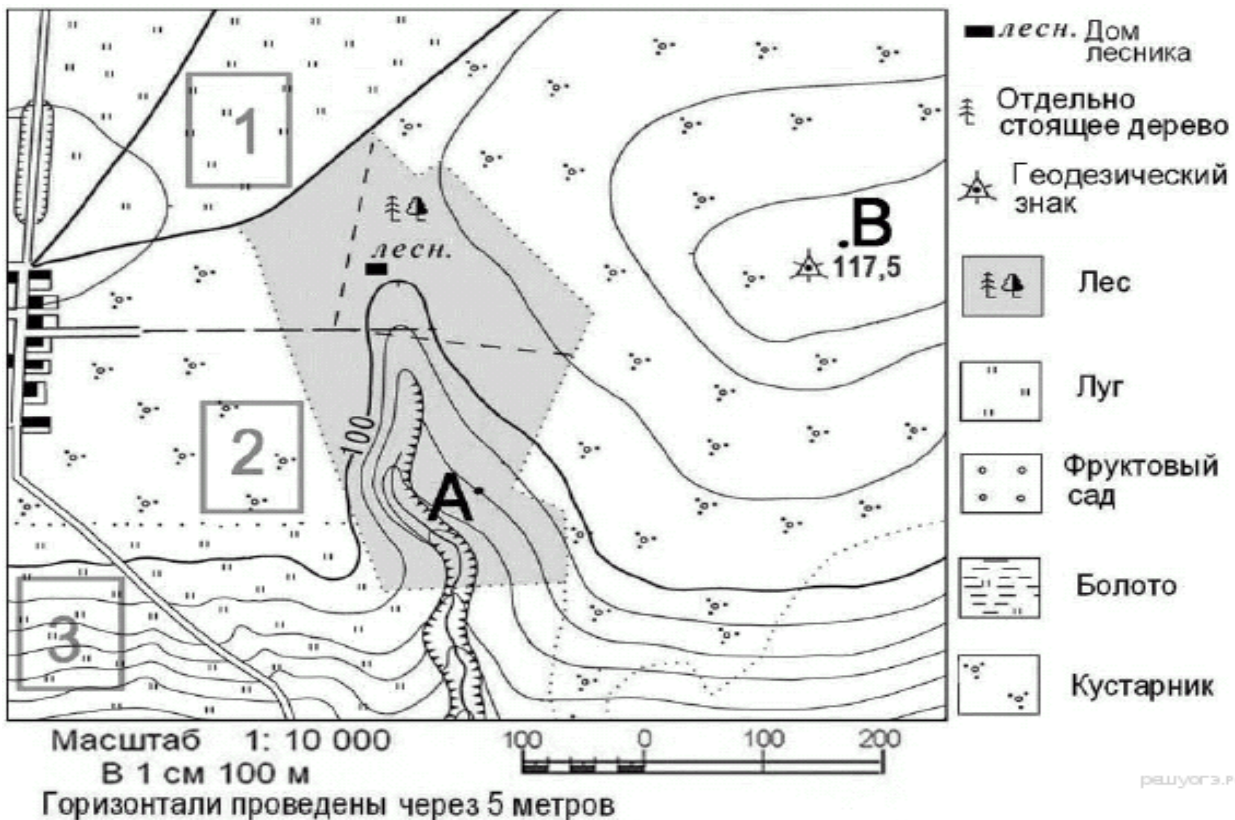 1
2
3
лесн.
100
A
.B
117,5
лесн. Дом
лесника
Отдельно
стоящее дерево
Геодезический
знак
Лес
Луг
Фруктовый
сад
Болото
Кустарник
Масштаб 1: 10 000
В 1 см 100 м
Горизонтали проведены через 5 метров
100 0 100 200
решуогэ.р